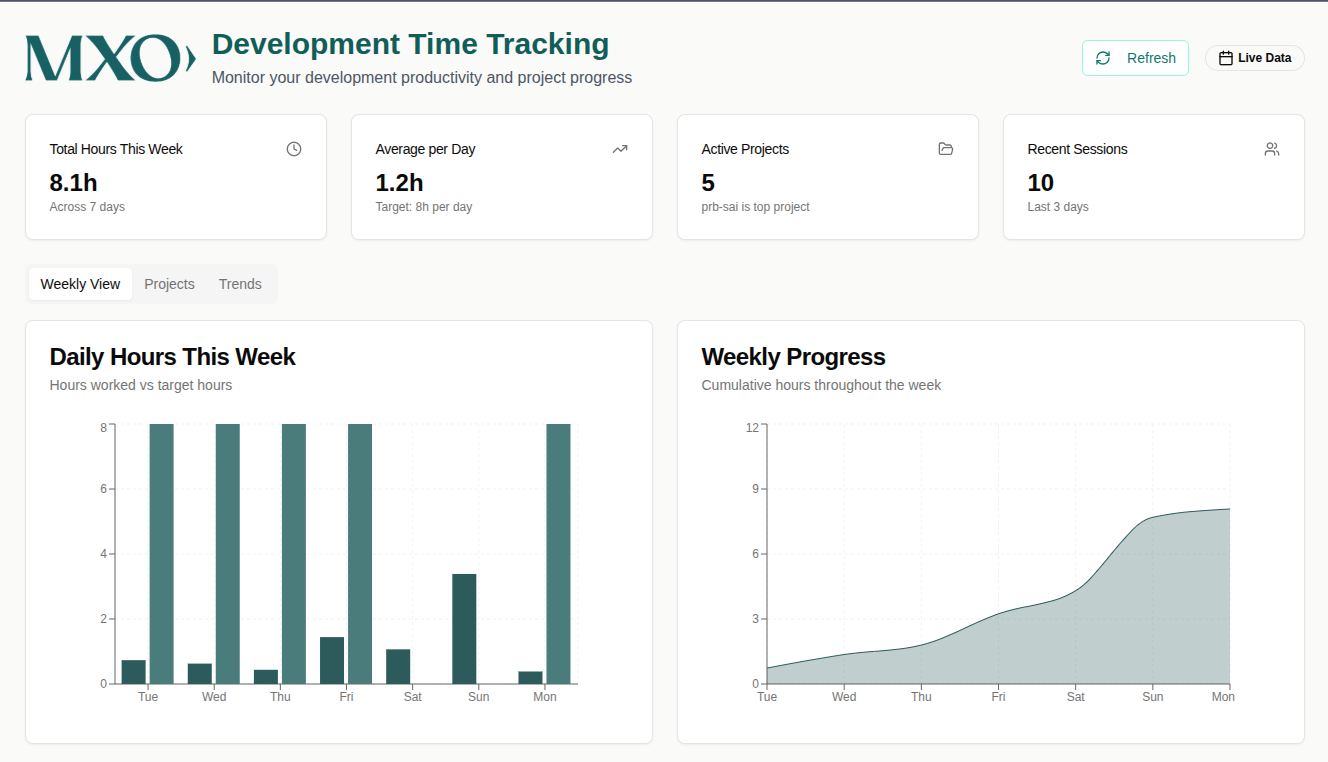 MXO›
Development Time Tracking
Monitor your development productivity and project progress
Refresh
Live Data
Total Hours This Week
8.1h
Across 7 days
Average per Day
1.2h
Target: 8h per day
Active Projects
5
prb-sai is top project
Recent Sessions
10
Last 3 days
Weekly View Projects Trends
Daily Hours This Week
Hours worked vs target hours
8
6
4
2
0
Tue Wed Thu Fri Sat Sun Mon
Weekly Progress
Cumulative hours throughout the week
12
9
6
3
0
Tue Wed Thu Fri Sat Sun Mon